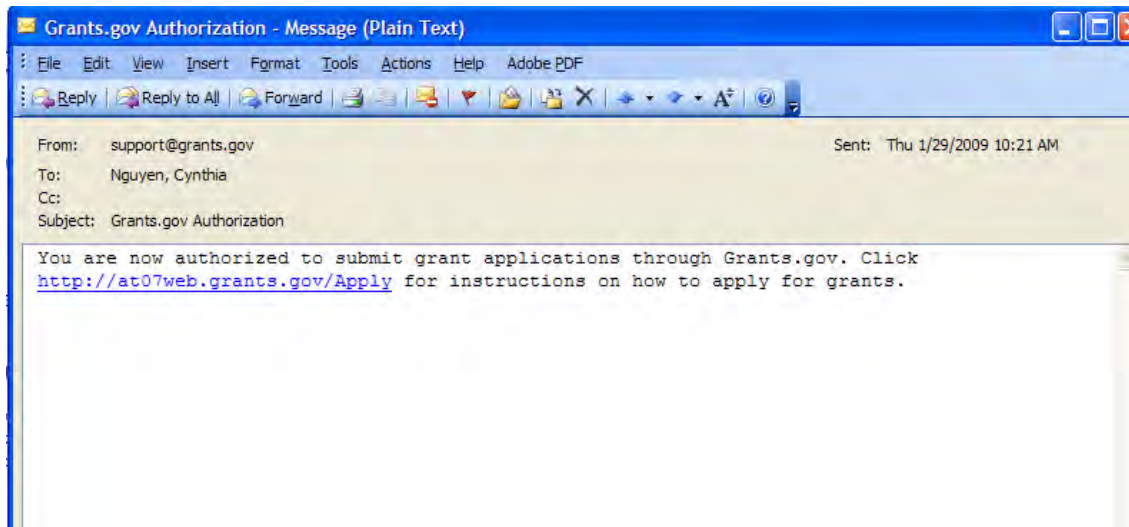 Grants.gov Authorization - Message (Plain Text)
File Edit View Insert Format Tools Actions Help Adobe PDF
Reply Reply to All Forward
From: support@grants.gov Sent: Thu 1/29/2009 10:21 AM
To: Nguyen, Cynthia
Cc:
Subject: Grants.gov Authorization
You are now authorized to submit grant applications through Grants.gov. Click
http://at07web.grants.gov/Apply for instructions on how to apply for grants.